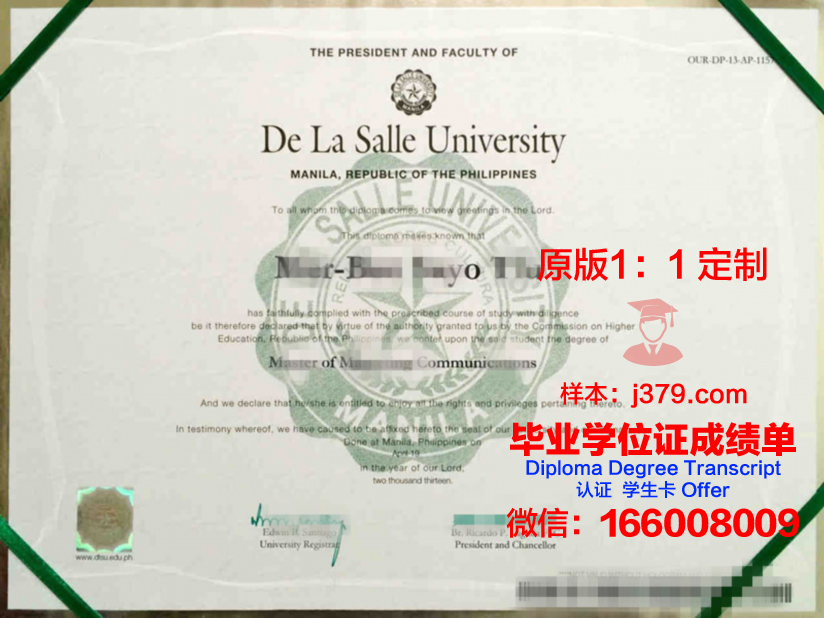 THE PRESIDENT AND FACULTY OF
OUR-DP-13-AP-115
De La Salle University
MANILA, REPUBLIC OF THE PHILIPPINES
To all whom this diploma comes to view greetings in the Lord.
This diploma makes known that
原版1：1 定制
has faithfully complied with the prescribed course of study with diligence
be it therefore declared that by virtue of the authority granted to us by the Commission on Higher
Education, Republic of the Philippines, we confer upon the said student the degree of
Master of Communications
样本：j379.com
And we declare that he/she is entitled to enjoy all the rights and privileges pertaining thereto.
In testimony whereof, we have caused to be affixed hereto the seal of our
Done at Manila, Philippines on
April 19
in the year of our Lord,
two thousand thirteen.
毕业学位证成绩单
Diploma Degree Transcript
认证 学生卡 Offer
微信：166008009
University Registrar
President and Chancellor
www.dlsu.edu.ph